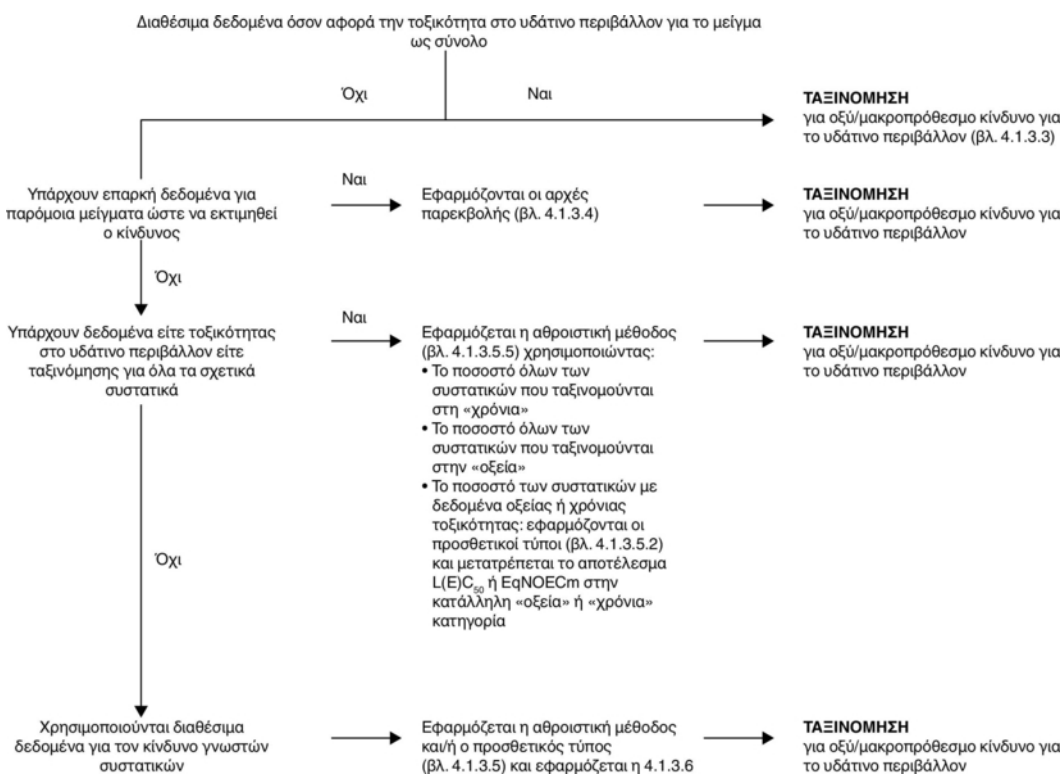 Διαθέσιμα δεδομένα όσον αφορά την τοξικότητα στο υδάτινο περιβάλλον για το μείγμα
ως σύνολο
Όχι
Ναι
ΤΑΞΙΝΟΜΗΣΗ
για οξύ/μακροπρόθεσμο κίνδυνο για
το υδάτινο περιβάλλον (βλ. 4.1.3.3)
Υπάρχουν επαρκή δεδομένα για
παρόμοια μείγματα ώστε να εκτιμηθεί
ο κίνδυνος
Ναι
Εφαρμόζονται οι αρχές
παρεκβολής (βλ. 4.1.3.4)
ΤΑΞΙΝΟΜΗΣΗ
για οξύ/μακροπρόθεσμο κίνδυνο για
το υδάτινο περιβάλλον
Όχι
Υπάρχουν δεδομένα είτε τοξικότητας
στο υδάτινο περιβάλλον είτε
ταξινόμησης για όλα τα σχετικά
συστατικά
Ναι
Εφαρμόζεται η αθροιστική μέθοδος
(βλ. 4.1.3.5.5) χρησιμοποιώντας:
• Το ποσοστό όλων των
συστατικών που ταξινομούνται
στη «χρόνια»
• Το ποσοστό όλων των
συστατικών που ταξινομούνται
στην «οξεία»
• Το ποσοστό των συστατικών με
δεδομένα οξείας ή χρόνιας
τοξικότητας: εφαρμόζονται οι
προσθετικοί τύποι (βλ. 4.1.3.5.2)
και μετατρέπεται το αποτέλεσμα
L(E)C50 ή EqNOECm στην
κατάλληλη «οξεία» ή «χρόνια»
κατηγορία
ΤΑΞΙΝΟΜΗΣΗ
για οξύ/μακροπρόθεσμο κίνδυνο για
το υδάτινο περιβάλλον
Όχι
Χρησιμοποιούνται διαθέσιμα
δεδομένα για τον κίνδυνο γνωστών
συστατικών
Εφαρμόζεται η αθροιστική μέθοδος
και/ή ο προσθετικός τύπος
(βλ. 4.1.3.5) και εφαρμόζεται η 4.1.3.6
ΤΑΞΙΝΟΜΗΣΗ
για οξύ/μακροπρόθεσμο κίνδυνο για
το υδάτινο περιβάλλον